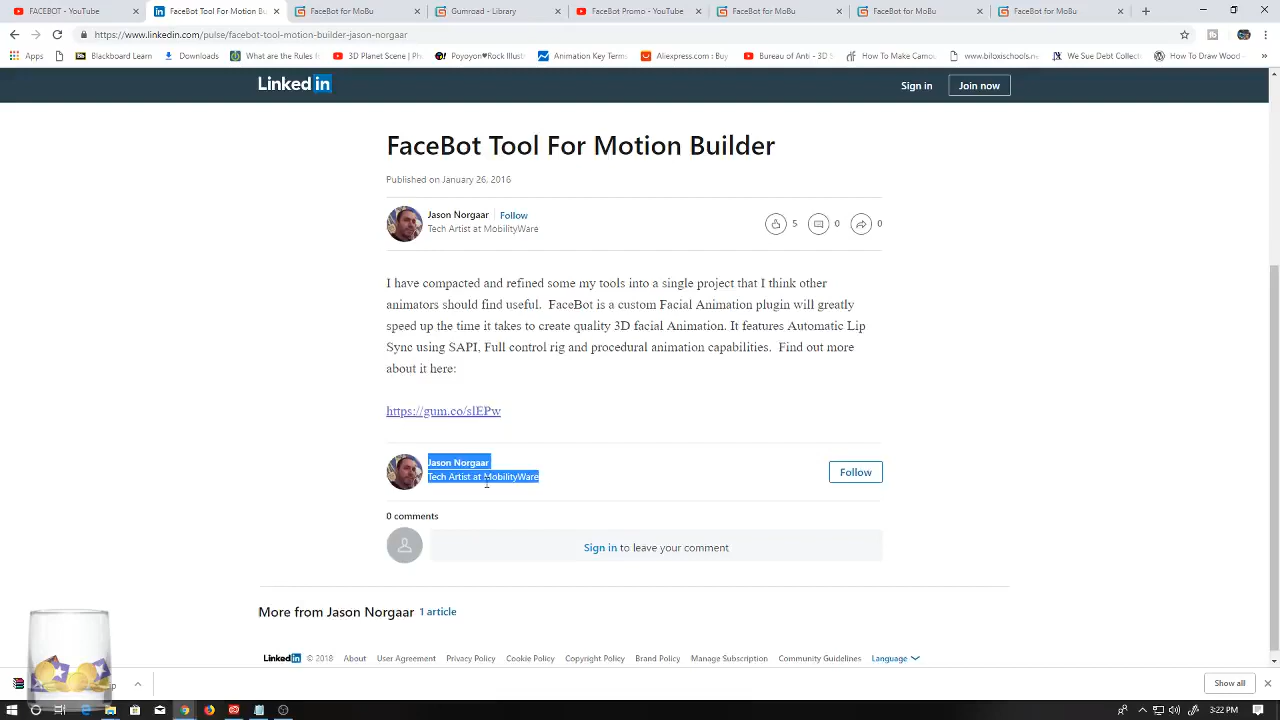 FACEBOT - YouTube
FaceBot Tool For Motion Bu
FaceBot for MoBu
Gumroad - Library
FaceBot Promo - YouTube
FaceBot for MoBu
FaceBot for MoBu
FaceBot for MoBu
https://www.linkedin.com/pulse/facebot-tool-motion-builder-jason-norgaar
Apps
Blackboard Learn
Downloads
What are the Rules
3D Planet Scene | Ph
Popoyon♥Rock Illustr
Animation Key Terms
Aliexpress.com : Buy
Bureau of Anti - 3D S
How To Make Camou
www.biloxischools.ne
We Sue Debt Collect
How To Draw Wood -
Linked in
Sign in
Join now
FaceBot Tool For Motion Builder
Published on January 26, 2016
Jason Norgaar
Follow
Tech Artist at MobilityWare
5
0
0
I have compacted and refined some my tools into a single project that I think other
animators should find useful. FaceBot is a custom Facial Animation plugin will greatly
speed up the time it takes to create quality 3D facial Animation. It features Automatic Lip
Sync using SAPI, Full control rig and procedural animation capabilities. Find out more
about it here:
https://gum.co/slEPw
Jason Norgaar
Tech Artist at MobilityWare
Follow
0 comments
Sign in to leave your comment
More from Jason Norgaar 1 article
Linked in © 2018 About User Agreement Privacy Policy Cookie Policy Copyright Policy Brand Policy Manage Subscription Community Guidelines Language
Show all
3:22 PM